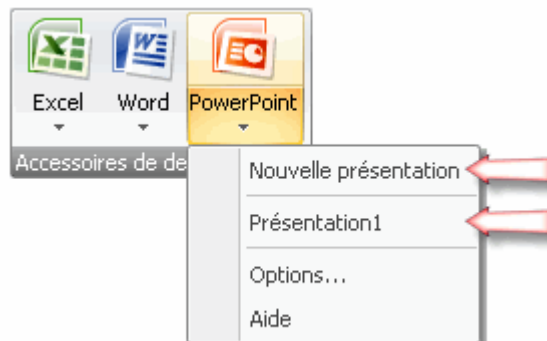 Excel Word PowerPoint
Accessoires de de
Nouvelle présentation
Présentation1
Options...
Aide